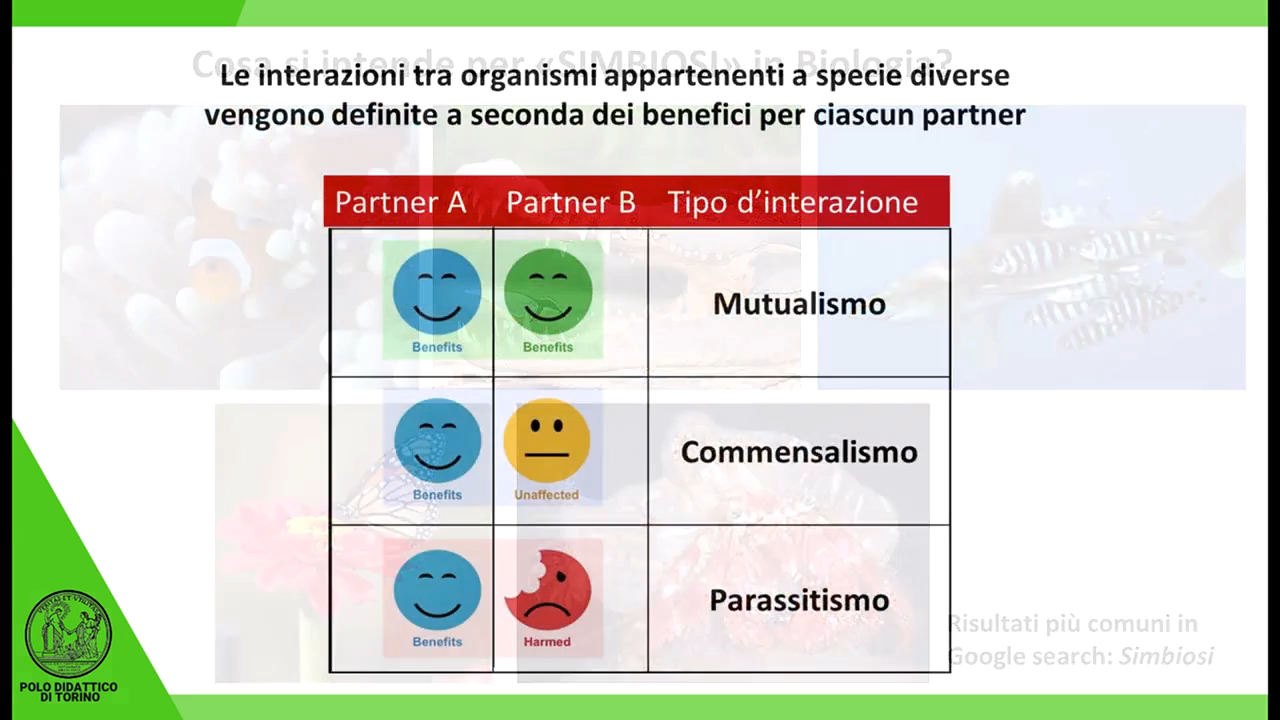 Cosa si intende per «SIMBIOSI» in Biologia?
Le interazioni tra organismi appartenenti a specie diverse
vengono definite a seconda dei benefici per ciascun partner
Partner A Partner B Tipo d'interazione
Benefits Benefits
Mutualismo
Benefits Unaffected
Commensalismo
Benefits Harmed
Parassitismo
Risultati più comuni in
Google search: Simbiosi
POLO DIDATTICO
DI TORINO